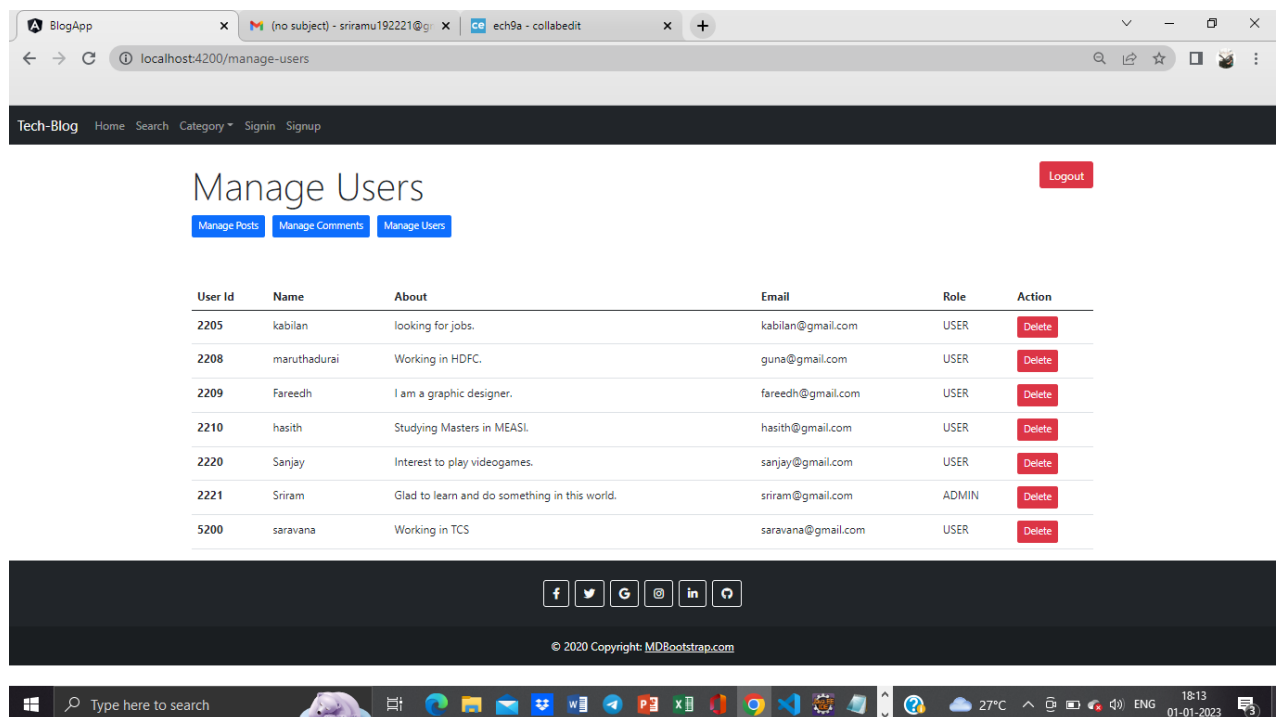 BlogApp (no subject) - sriramu192221@gr ce ech9a - collabedit
localhost:4200/manage-users
Tech-Blog Home Search Category Signin Signup
Manage Users Logout
Manage Posts Manage Comments Manage Users
User Id Name About Email Role Action
2205 kabilan looking for jobs. kabilan@gmail.com USER Delete
2208 maruthadurai Working in HDFC. guna@gmail.com USER Delete
2209 Fareedh I am a graphic designer. fareedh@gmail.com USER Delete
2210 hasith Studying Masters in MEASI. hasith@gmail.com USER Delete
2220 Sanjay Interest to play videogames. sanjay@gmail.com USER Delete
2221 Sriram Glad to learn and do something in this world. sriram@gmail.com ADMIN Delete
5200 saravana Working in TCS saravana@gmail.com USER Delete
© 2020 Copyright: MDBootstrap.com
Type here to search 27°C ENG 18:13
01-01-2023 3